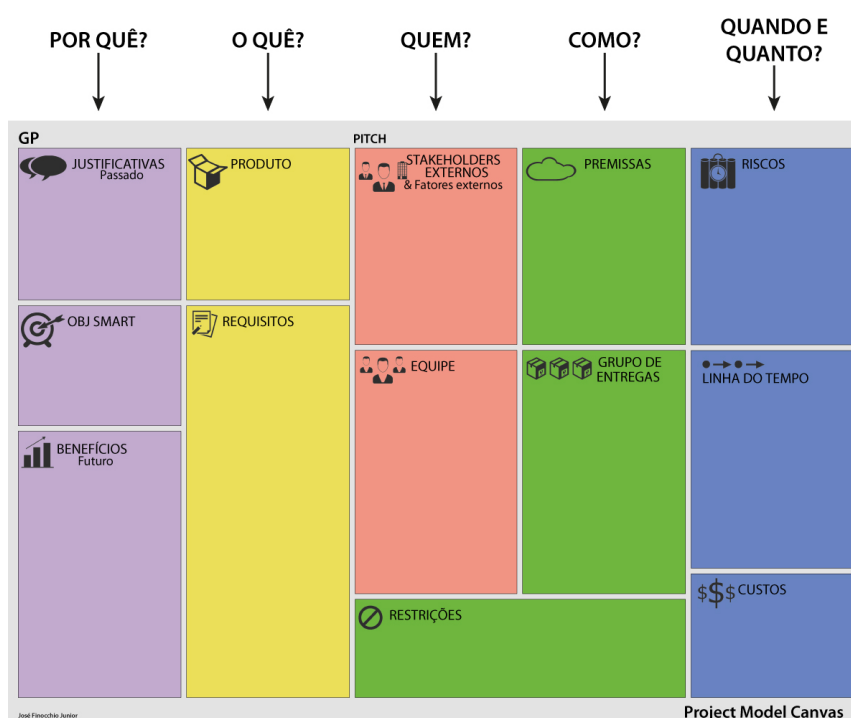 POR QUÊ?
O QUÊ?
QUEM?
COMO?
QUANDO E
QUANTO?
GP
PITCH
JUSTIFICATIVAS
Passado
PRODUTO
STAKEHOLDERS
EXTERNOS
& Fatores externos
PREMISSAS
RISCOS
OBJ SMART
REQUISITOS
EQUIPE
GRUPO DE
ENTREGAS
LINHA DO TEMPO
BENEFÍCIOS
Futuro
RESTRIÇÕES
$$$ CUSTOS
José Finocchio Junior
Project Model Canvas